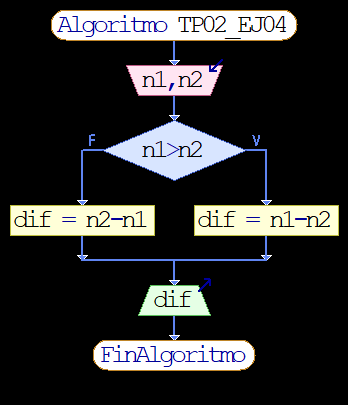 Algoritmo TP02_EJ04
n1,n2
F
V
n1>n2
dif = n2-n1
dif = n1-n2
dif
FinAlgoritmo